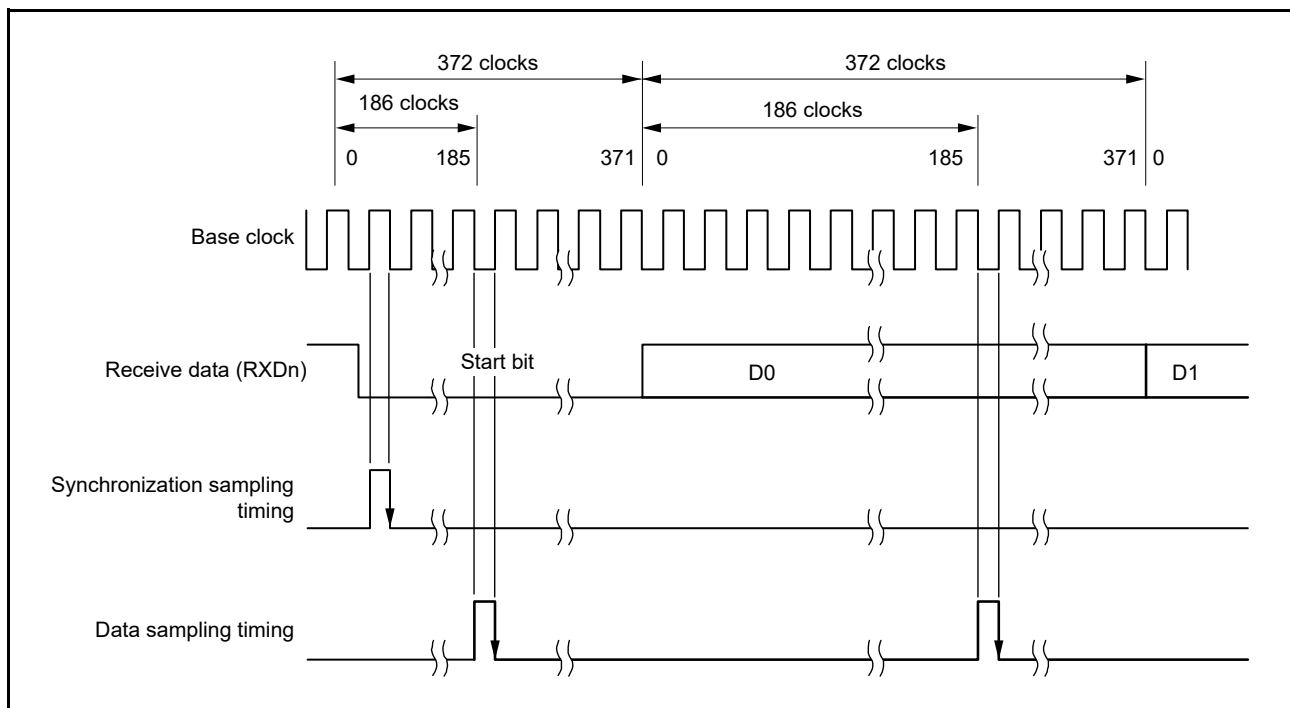 372 clocks
372 clocks
186 clocks
186 clocks
0
185
371
0
185
371
0
Base clock
Receive data (RXDn)
Start bit
D0
D1
Synchronization sampling
timing
Data sampling timing